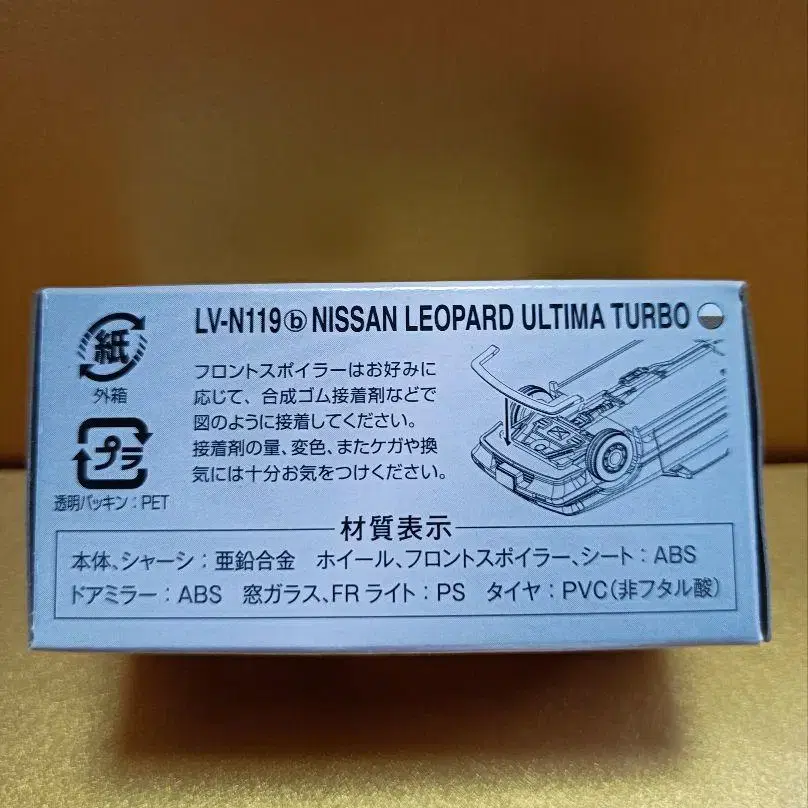 LV-N119ⓑ NISSAN LEOPARD ULTIMA TURBO
紙
外箱
プラ
透明パッキン：PET
フロントスポイラーはお好みに
応じて、合成ゴム接着剤などで
図のように接着してください。
接着剤の量、変色、またケガや換
気には十分お気をつけください。
材質表示
本体、シャーシ：亜鉛合金　ホイール、フロントスポイラー、シート：ABS
ドアミラー：ABS　窓ガラス、FRライト：PS　タイヤ：PVC（非フタル酸）